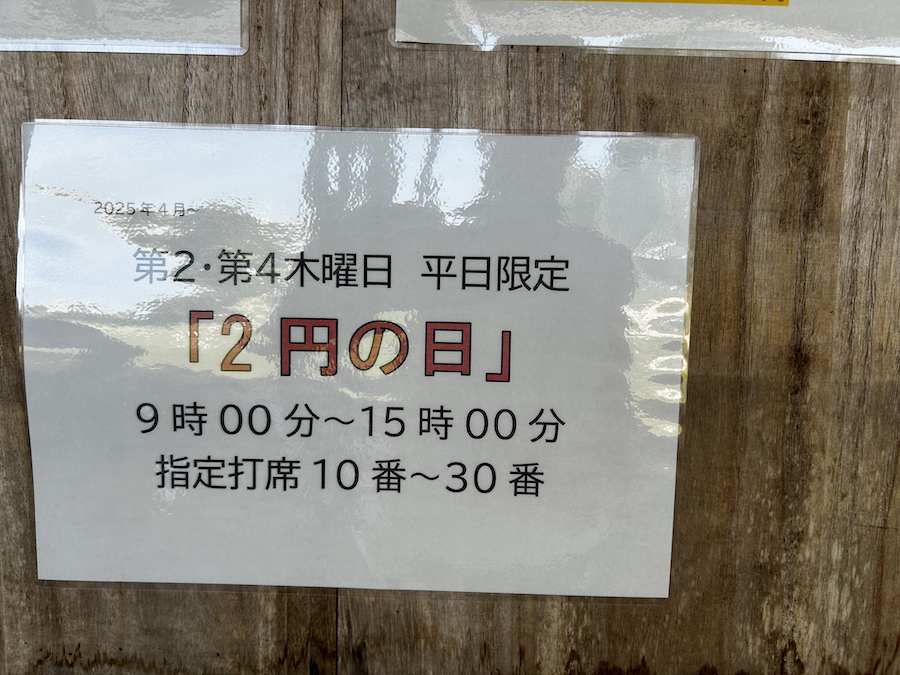 2025年4月～
第2・第4木曜日 平日限定
「2円の日」
9時00分～15時00分
指定打席10番～30番